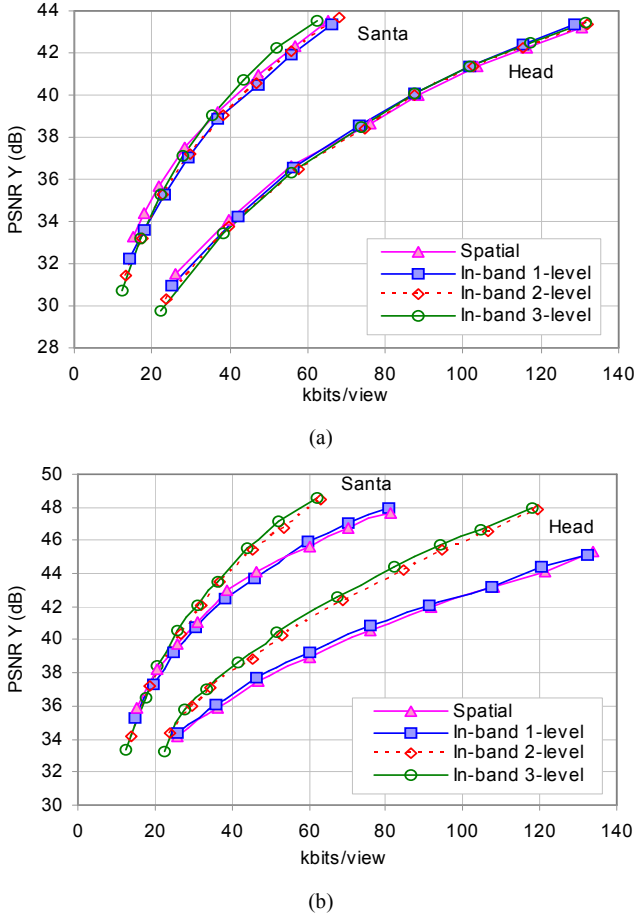 44
42
40
38
36
34
32
30
28
PSNR Y (dB)
Santa
Head
Spatial
In-band 1-level
In-band 2-level
In-band 3-level
0 20 40 60 80 100 120 140
kbits/view
(a)
50
48
46
44
42
40
38
36
34
32
30
PSNR Y (dB)
Santa
Head
Spatial
In-band 1-level
In-band 2-level
In-band 3-level
0 20 40 60 80 100 120 140
kbits/view
(b)